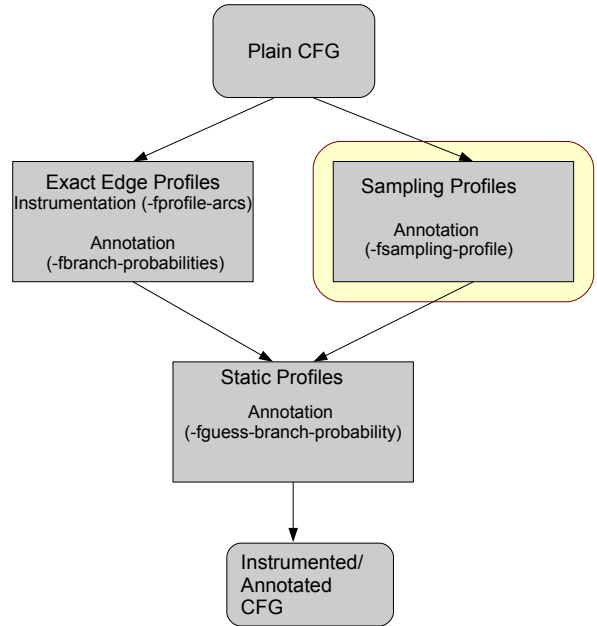 Plain CFG
Exact Edge Profiles
Instrumentation (-fprofile-arcs)
Annotation
(-fbranch-probabilities)
Sampling Profiles
Annotation
(-fsampling-profile)
Static Profiles
Annotation
(-fguess-branch-probability)
Instrumented/
Annotated
CFG